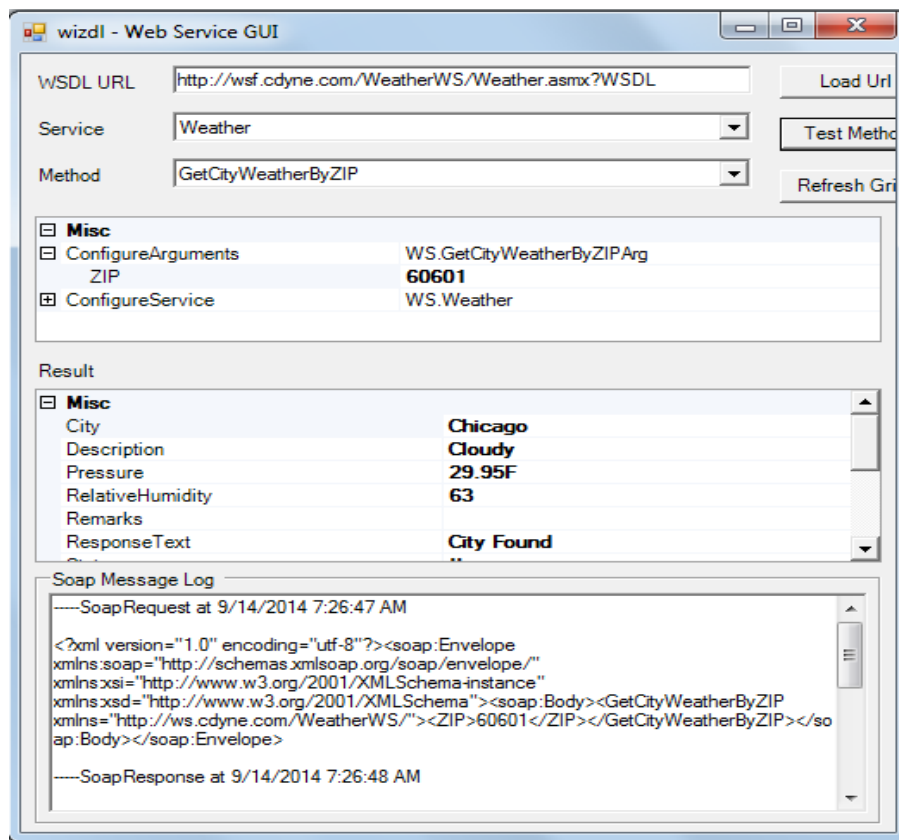 wizdl - Web Service GUI
WSDL URL http://wsf.cdyne.com/WeatherWS/Weather.asmx?WSDL Load Url
Service Weather Test Metho
Method GetCityWeatherByZIP Refresh Gri
Misc
ConfigureArguments WS.GetCityWeatherByZIPArg
ZIP 60601
ConfigureService WS.Weather
Result
Misc
City Chicago
Description Cloudy
Pressure 29.95F
RelativeHumidity 63
Remarks
ResponseText City Found
Soap Message Log
-----SoapRequest at 9/14/2014 7:26:47 AM
<?xml version="1.0" encoding="utf-8"?><soap:Envelope
xmlns:soap="http://schemas.xmlsoap.org/soap/envelope/"
xmlns:xsi="http://www.w3.org/2001/XMLSchema-instance"
xmlns:xsd="http://www.w3.org/2001/XMLSchema"><soap:Body><GetCityWeatherByZIP
xmlns="http://ws.cdyne.com/WeatherWS/"><ZIP>60601</ZIP></GetCityWeatherByZIP></so
ap:Body></soap:Envelope>
-----SoapResponse at 9/14/2014 7:26:48 AM